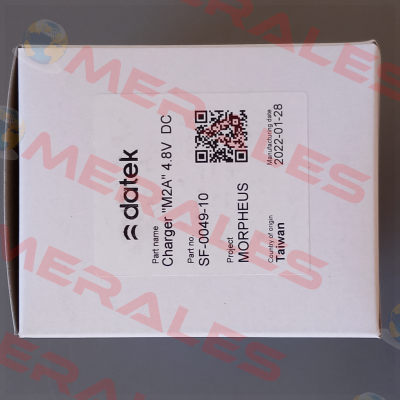 datek
Part name
Charger "M2A" 4.8V DC
Part no
SF-0049-10
Project
MORPHEUS
Country of origin
Taiwan
Manufacturing date
2022-01-28
MERALES
MERALES
MERALES